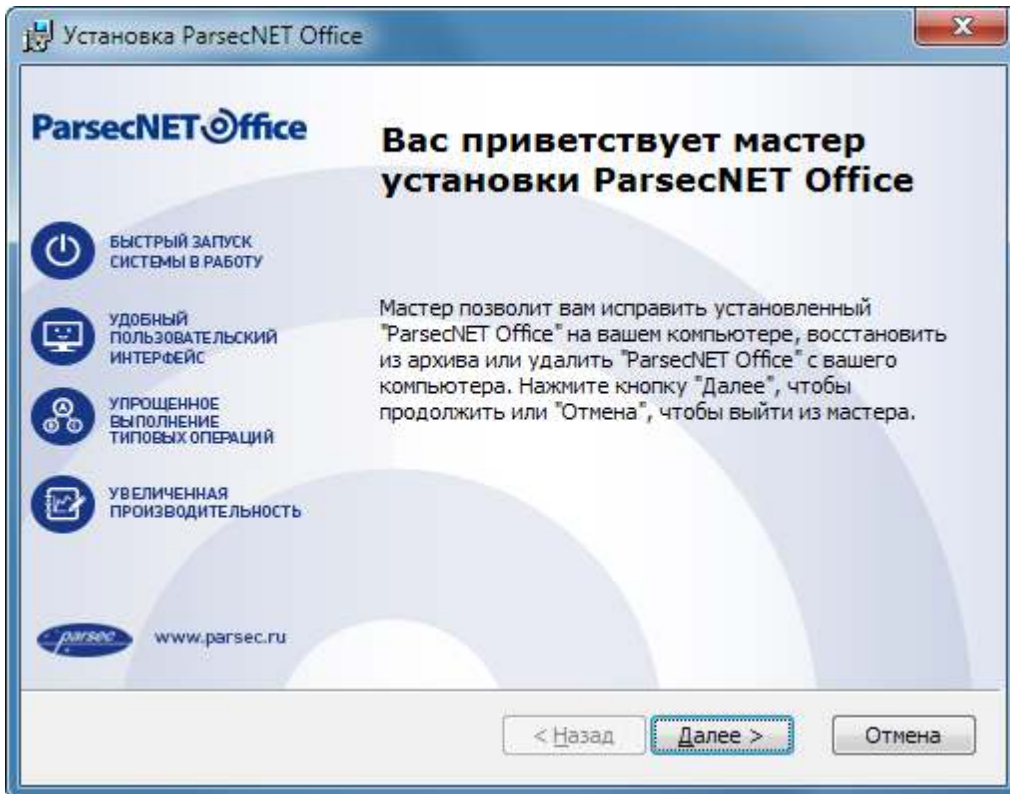 Установка ParsecNET Office
ParsecNET Office
Вас приветствует мастер
установки ParsecNET Office
БЫСТРЫЙ ЗАПУСК
СИСТЕМЫ В РАБОТУ
УДОБНЫЙ
ПОЛЬЗОВАТЕЛЬСКИЙ
ИНТЕРФЕЙС
УПРОЩЕННОЕ
ВЫПОЛНЕНИЕ
ТИПОВЫХ ОПЕРАЦИЙ
УВЕЛИЧЕННАЯ
ПРОИЗВОДИТЕЛЬНОСТЬ
Мастер позволит вам исправить установленный
"ParsecNET Office" на вашем компьютере, восстановить
из архива или удалить "ParsecNET Office" с вашего
компьютера. Нажмите кнопку "Далее", чтобы
продолжить или "Отмена", чтобы выйти из мастера.
parsec www.parsec.ru
< Назад Далее > Отмена